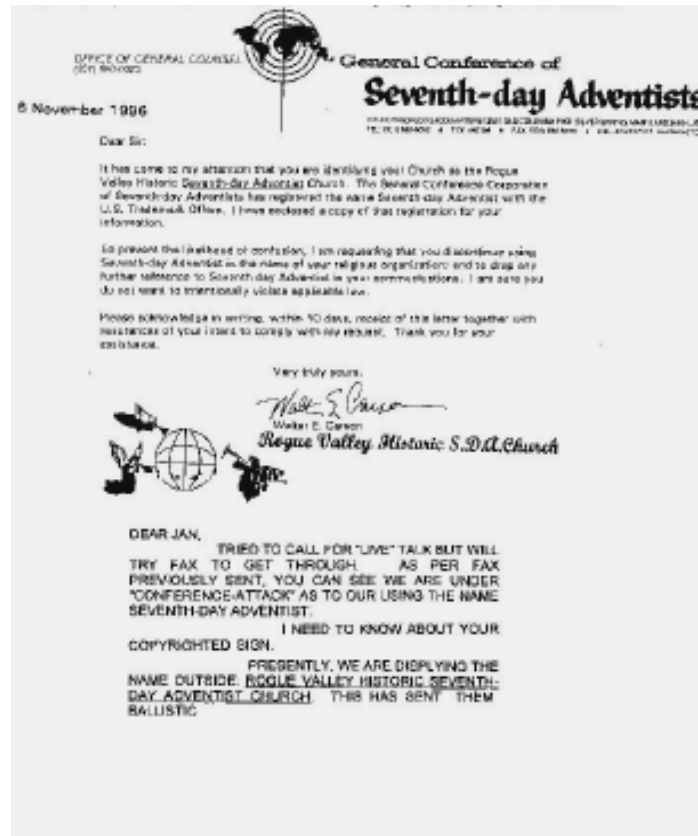 OFFICE OF GENERAL COUNSEL
General Conference of
Seventh-day Adventists
6 November 1996
Dear Sir:
It has come to my attention that you are identifying your Church as the Rogue
Valley Historic Seventh-day Adventist Church. The General Conference Corporation
of Seventh-day Adventists has registered the name Seventh-day Adventist with the
U.S. Trademark Office. I have enclosed a copy of that registration for your
information.
To prevent the likelihood of confusion, I am requesting that you discontinue using
Seventh-day Adventist in the name of your religious organization and to drop any
further reference to Seventh-day Adventist in your communications. I am sure you
do not want to intentionally violate applicable law.
Please acknowledge in writing, within 10 days, receipt of this letter together with
assurances of your intent to comply with my request. Thank you for your
assistance.
Very truly yours,
Walter E. Carson
Walter E. Carson
Rogue Valley Historic S.D.A. Church
DEAR JAN,
TRIED TO CALL FOR "LIVE" TALK BUT WILL
TRY FAX TO GET THROUGH. AS PER FAX
PREVIOUSLY SENT, YOU CAN SEE WE ARE UNDER
"CONFERENCE-ATTACK" AS TO OUR USING THE NAME
SEVENTH-DAY ADVENTIST.
I NEED TO KNOW ABOUT YOUR
COPYRIGHTED SIGN.
PRESENTLY, WE ARE DISPLYING THE
NAME OUTSIDE, ROGUE VALLEY HISTORIC SEVENTH-
DAY ADVENTIST CHURCH. THIS HAS SENT THEM
BALLISTIC